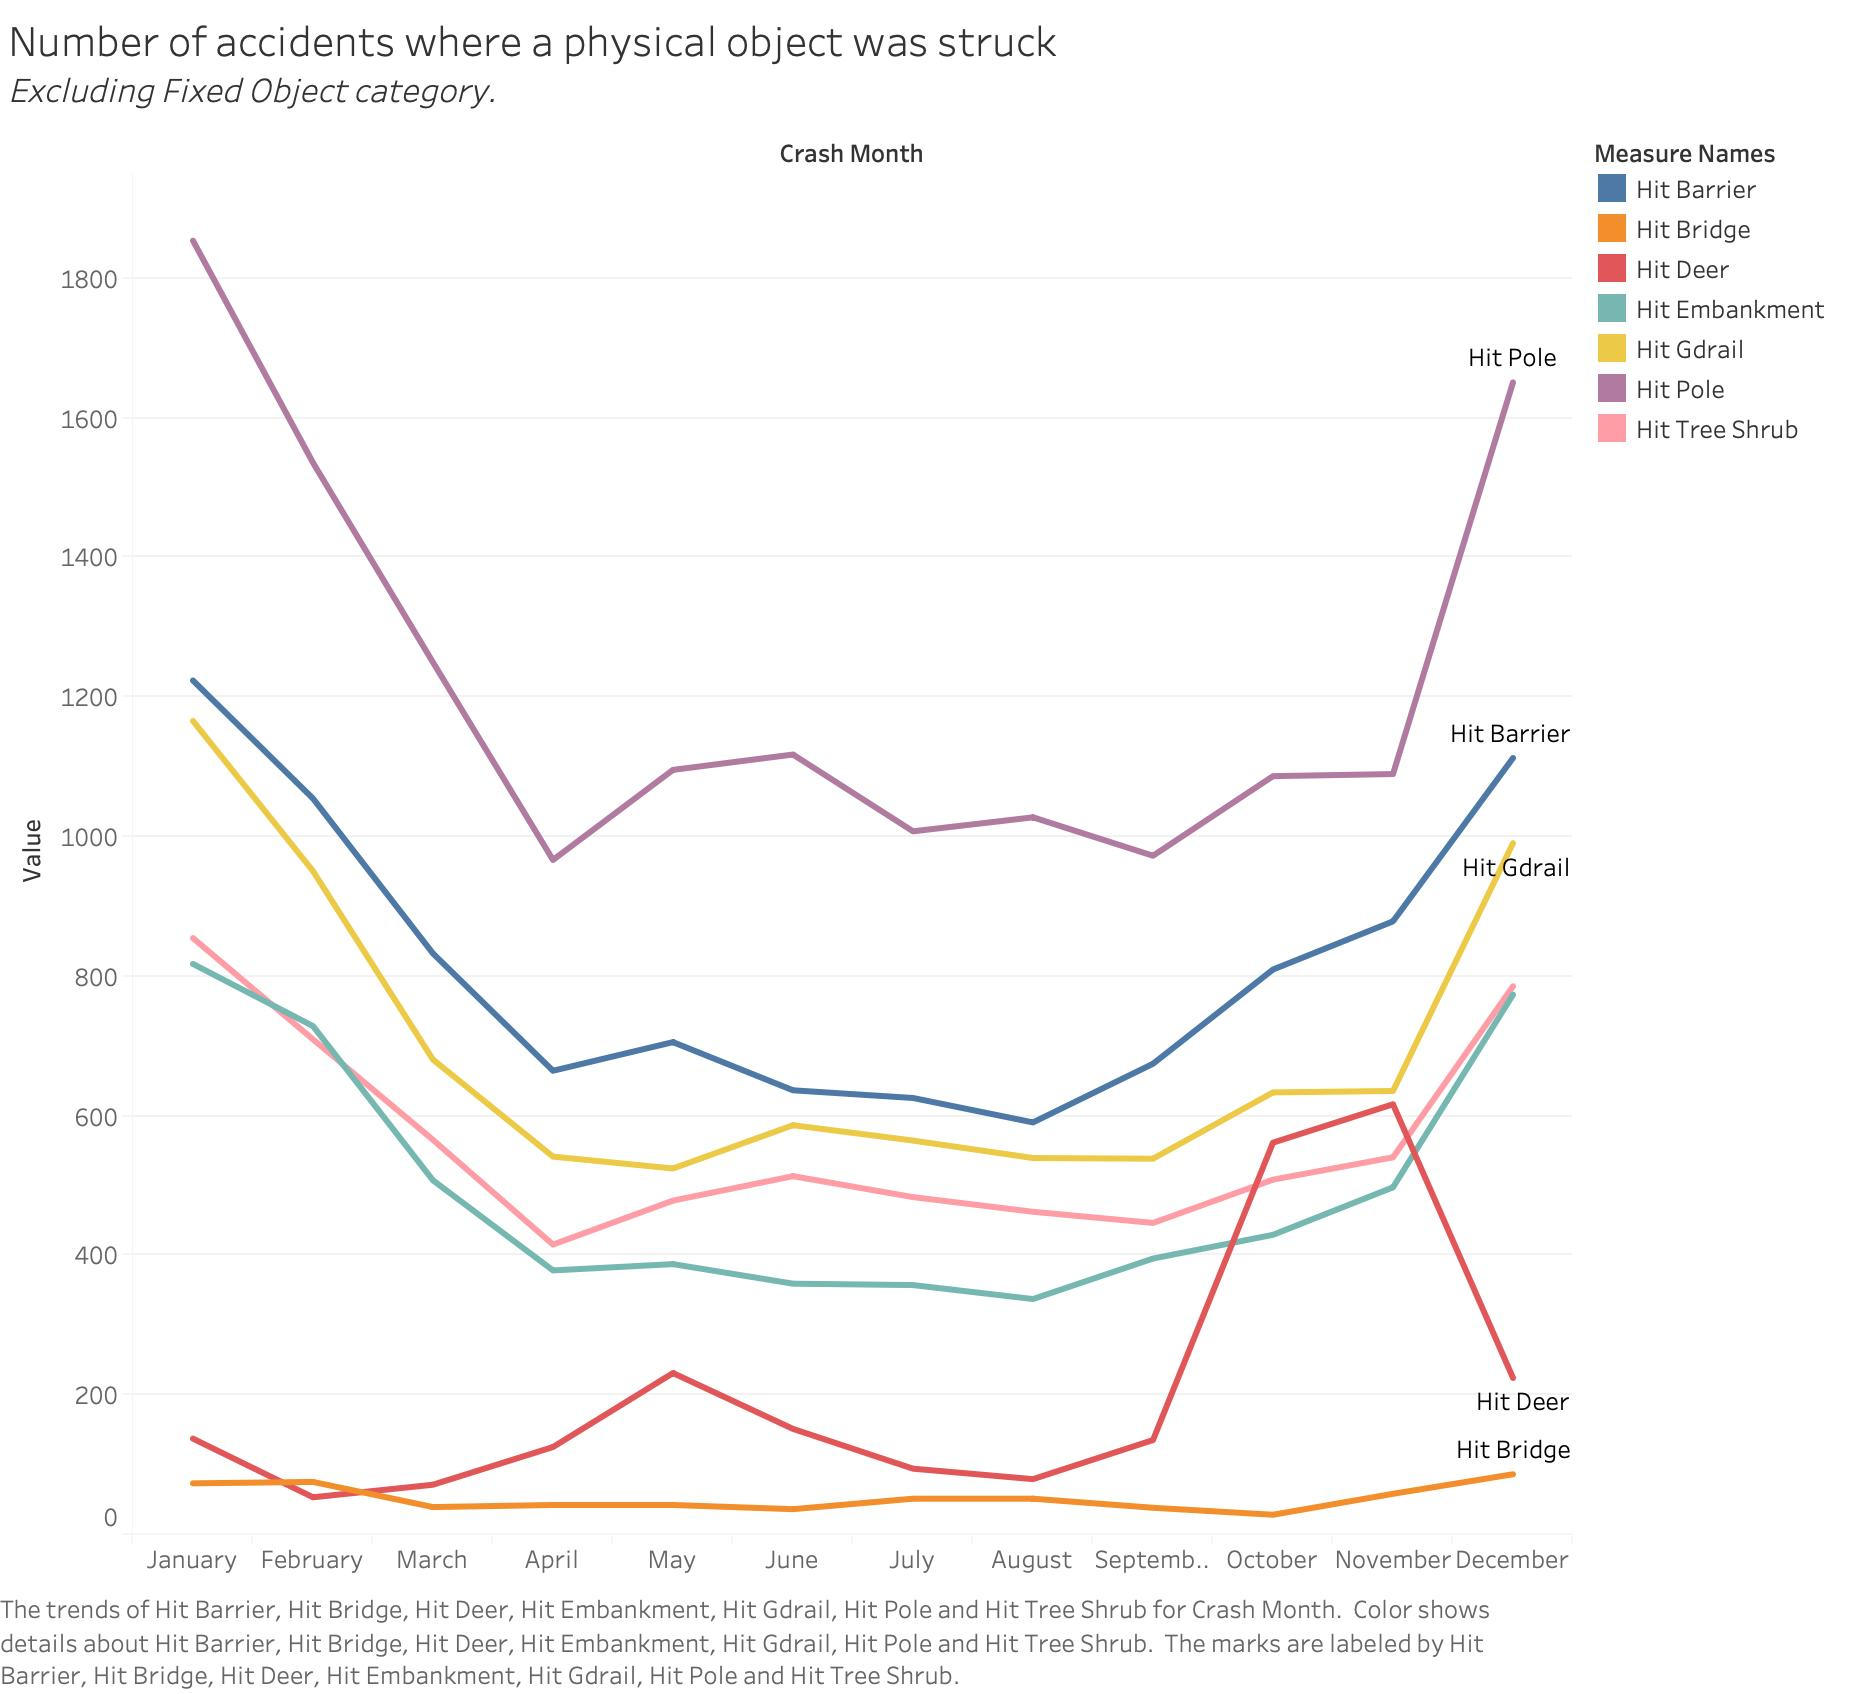 Number of accidents where a physical object was struck
Excluding Fixed Object category.
Crash Month
Measure Names
Hit Barrier
Hit Bridge
Hit Deer
Hit Embankment
Hit Gdrail
Hit Pole
Hit Tree Shrub
1800
1600
1400
1200
1000
800
600
400
200
0
Value
Hit Pole
Hit Barrier
Hit Gdrail
Hit Deer
Hit Bridge
January February March April May June July August Septemb.. October November December
The trends of Hit Barrier, Hit Bridge, Hit Deer, Hit Embankment, Hit Gdrail, Hit Pole and Hit Tree Shrub for Crash Month.  Color shows
details about Hit Barrier, Hit Bridge, Hit Deer, Hit Embankment, Hit Gdrail, Hit Pole and Hit Tree Shrub.  The marks are labeled by Hit
Barrier, Hit Bridge, Hit Deer, Hit Embankment, Hit Gdrail, Hit Pole and Hit Tree Shrub.